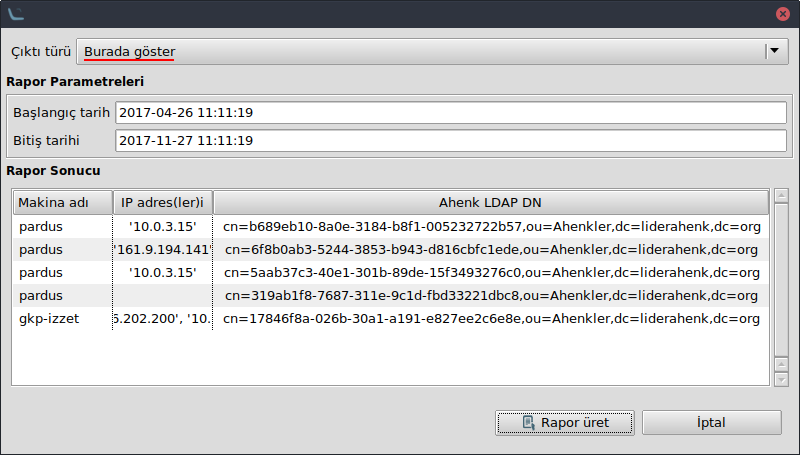 Çıktı türü Burada göster
Rapor Parametreleri
Başlangıç tarih 2017-04-26 11:11:19
Bitiş tarihi 2017-11-27 11:11:19
Rapor Sonucu
Makina adı IP adres(ler)i Ahenk LDAP DN
pardus '10.0.3.15' cn=b689eb10-8a0e-3184-b8f1-005232722b57,ou=Ahenkler,dc=liderahenk,dc=org
pardus '161.9.194.141' cn=6f8b0ab3-5244-3853-b943-d816cbfc1ede,ou=Ahenkler,dc=liderahenk,dc=org
pardus '10.0.3.15' cn=5aab37c3-40e1-301b-89de-15f3493276c0,ou=Ahenkler,dc=liderahenk,dc=org
pardus cn=319ab1f8-7687-311e-9c1d-fbd33221dbc8,ou=Ahenkler,dc=liderahenk,dc=org
gkp-izzet 5.202.200', '10. cn=17846f8a-026b-30a1-a191-e827ee2c6e8e,ou=Ahenkler,dc=liderahenk,dc=org
Rapor üret İptal